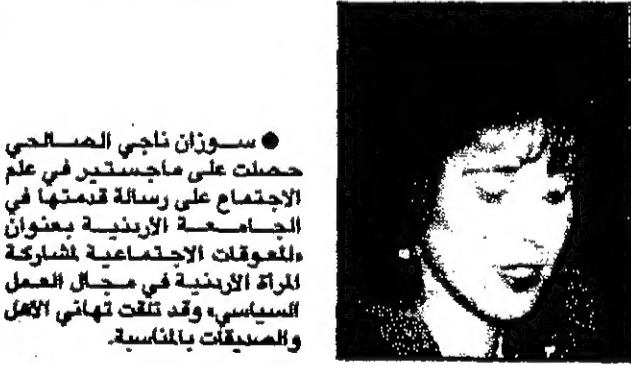 ● سوزان ناجي الصالحي
حصلت على ماجستير في علم
الاجتماع على رسالة قدمتها في
الجامعة الأردنية بعنوان
«المعوقات الاجتماعية لمشاركة
المرأة الأردنية في مجال العمل
السياسي» وقد تلقت تهاني الأهل
والصديقات بالمناسبة.